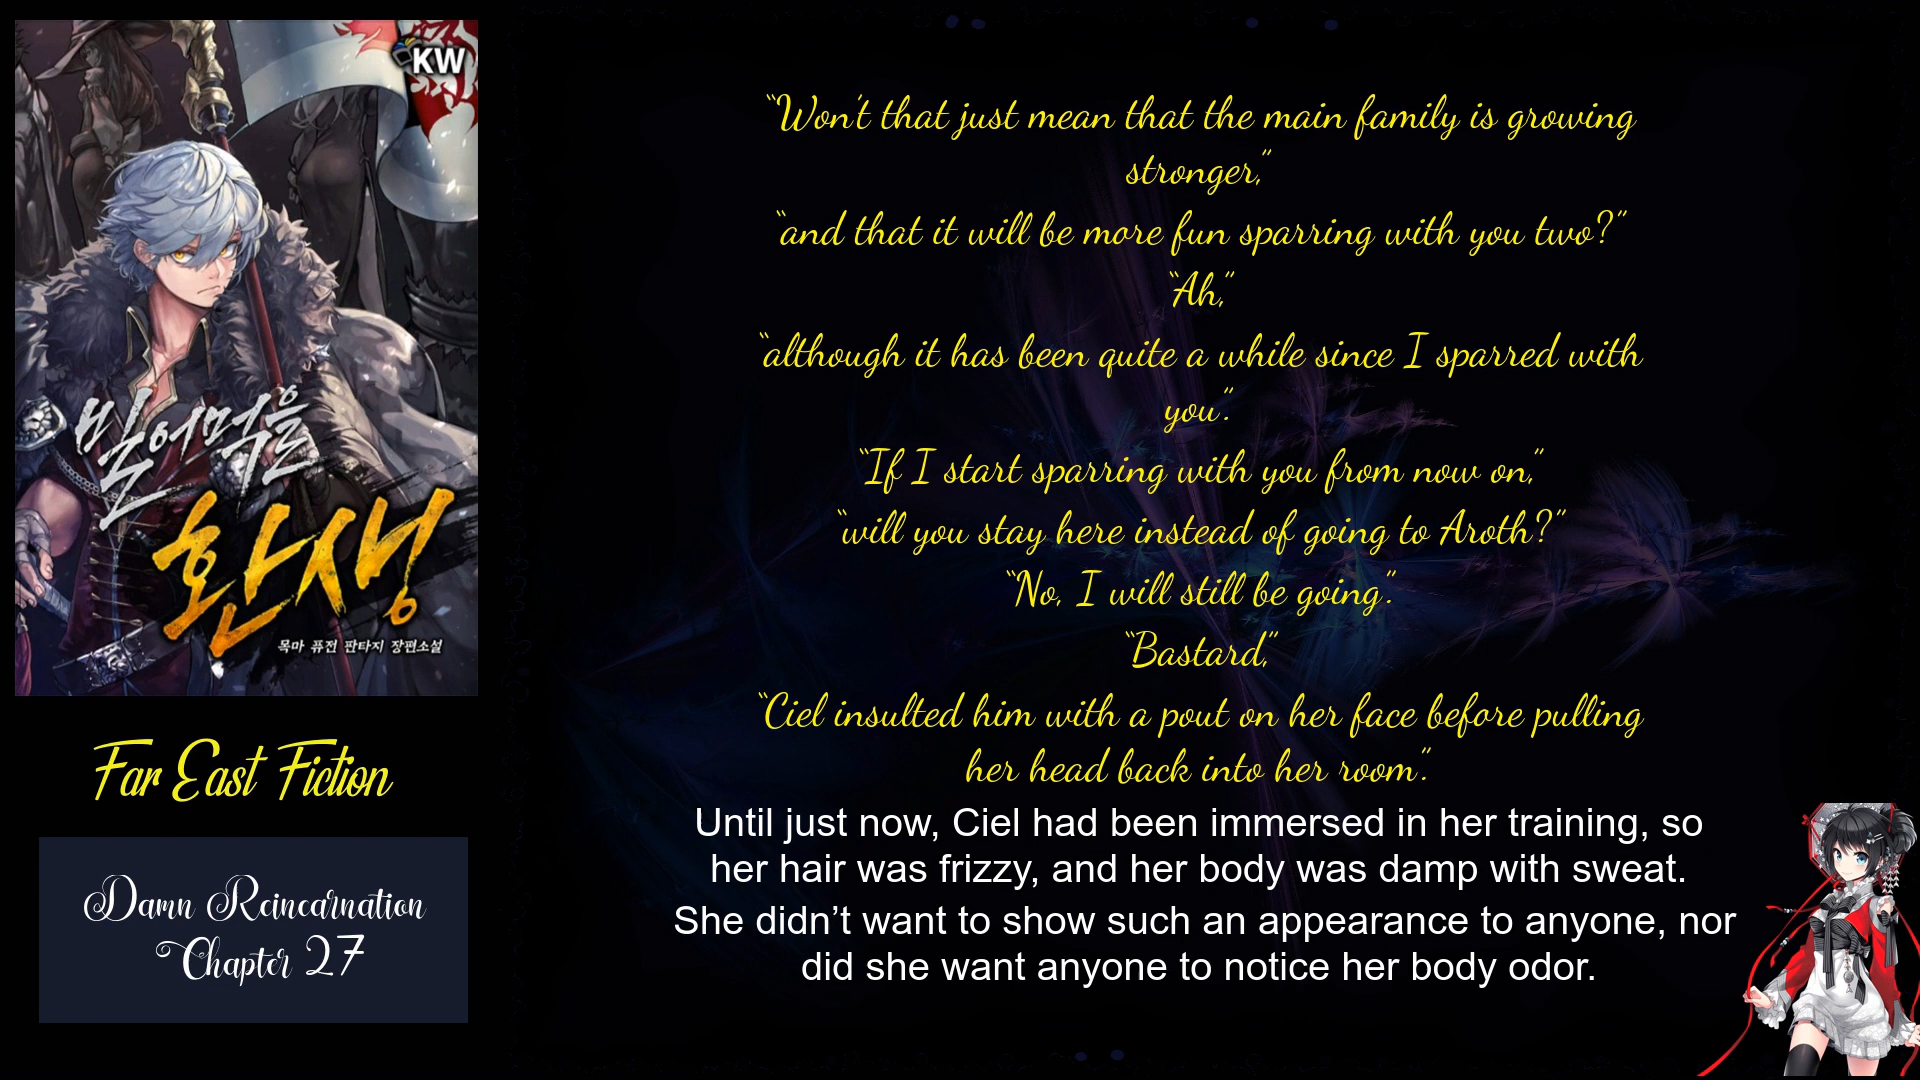 KW
빌어먹을
환생
목마 퓨전 판타지 장편소설
Far East Fiction
Damn Reincarnation
Chapter 27
“Won’t that just mean that the main family is growing
stronger,”
“and that it will be more fun sparring with you two?”
“Ah,”
“although it has been quite a while since I sparred with
you”.
“If I start sparring with you from now on,”
“will you stay here instead of going to Aroth?”
“No, I will still be going”.
“Bastard,”
“Ciel insulted him with a pout on her face before pulling
her head back into her room”.
Until just now, Ciel had been immersed in her training, so
her hair was frizzy, and her body was damp with sweat.
She didn’t want to show such an appearance to anyone, nor
did she want anyone to notice her body odor.